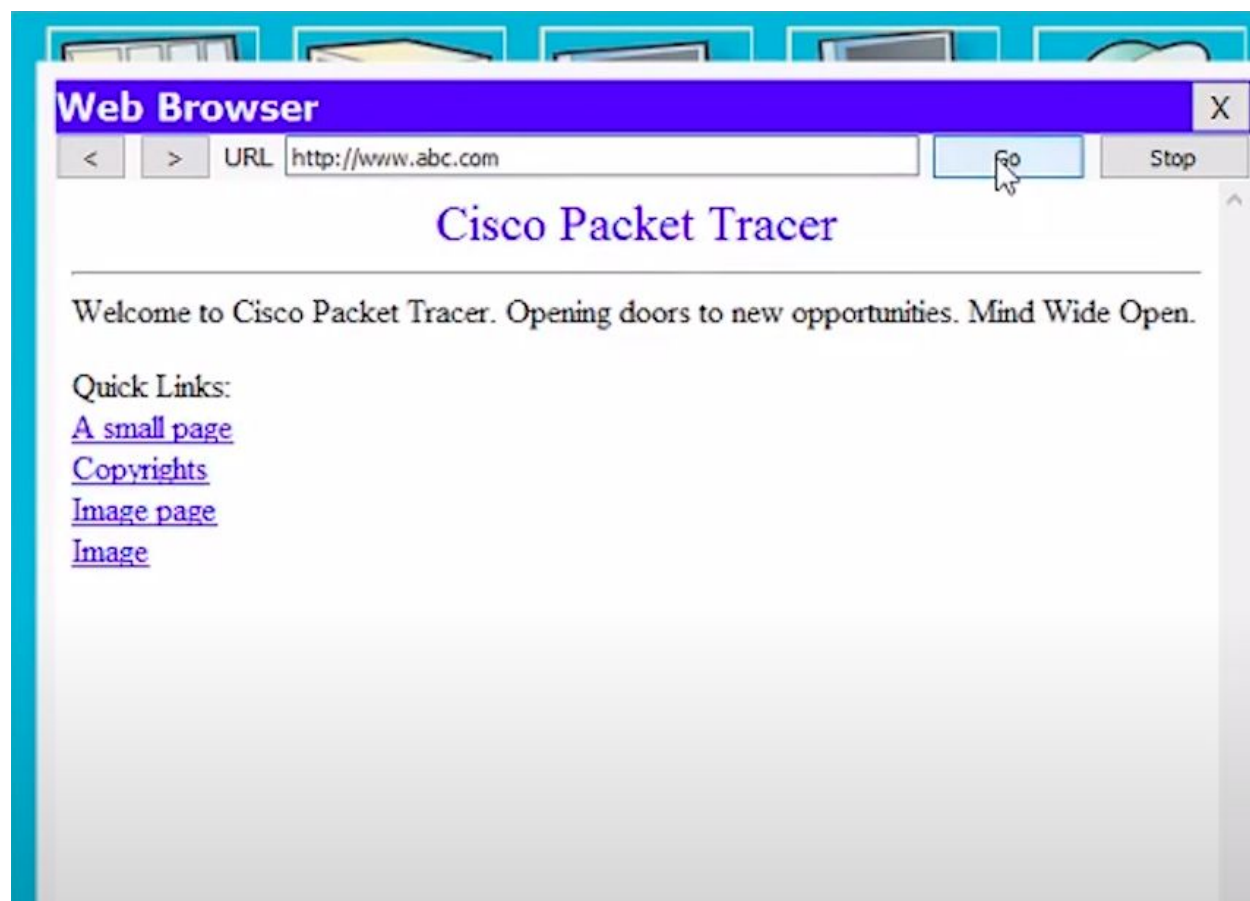 Web Browser
X
<
>
URL
http://www.abc.com
Go
Stop
Cisco Packet Tracer
Welcome to Cisco Packet Tracer. Opening doors to new opportunities. Mind Wide Open.
Quick Links:
A small page
Copyrights
Image page
Image